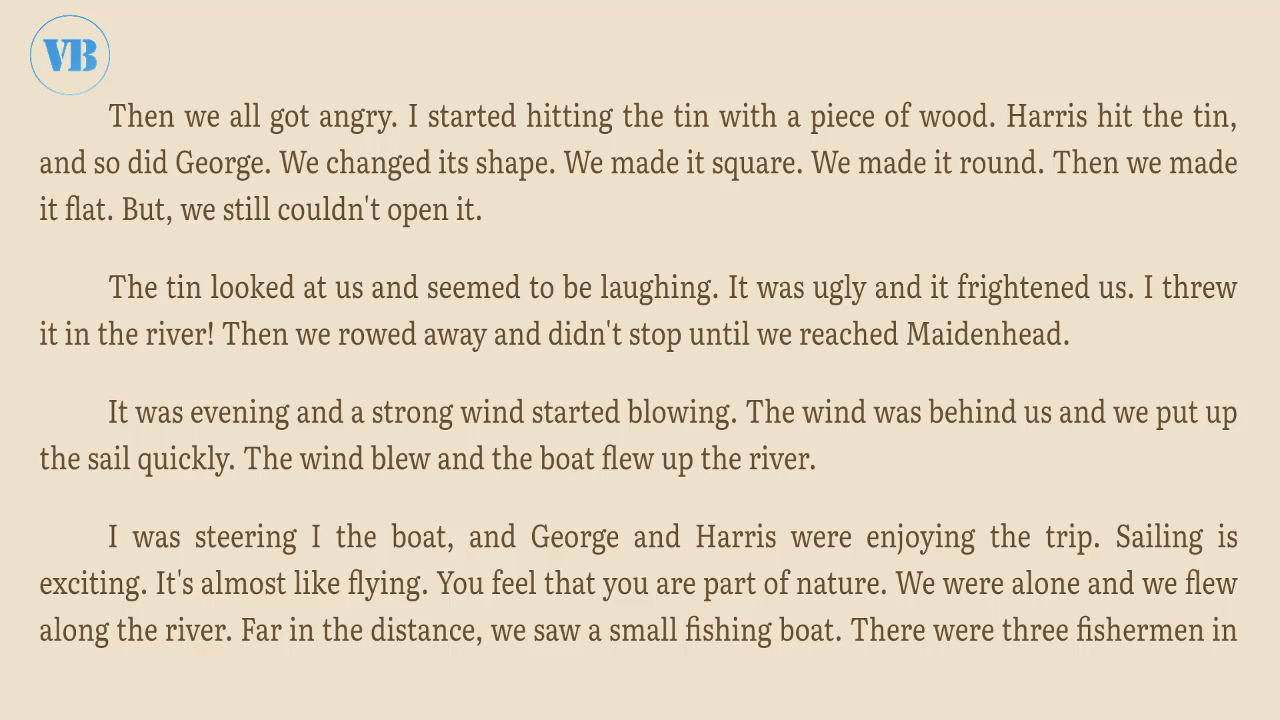 VB
Then we all got angry. I started hitting the tin with a piece of wood. Harris hit the tin,
and so did George. We changed its shape. We made it square. We made it round. Then we made
it flat. But, we still couldn't open it.
The tin looked at us and seemed to be laughing. It was ugly and it frightened us. I threw
it in the river! Then we rowed away and didn't stop until we reached Maidenhead.
It was evening and a strong wind started blowing. The wind was behind us and we put up
the sail quickly. The wind blew and the boat flew up the river.
I was steering I the boat, and George and Harris were enjoying the trip. Sailing is
exciting. It's almost like flying. You feel that you are part of nature. We were alone and we flew
along the river. Far in the distance, we saw a small fishing boat. There were three fishermen in